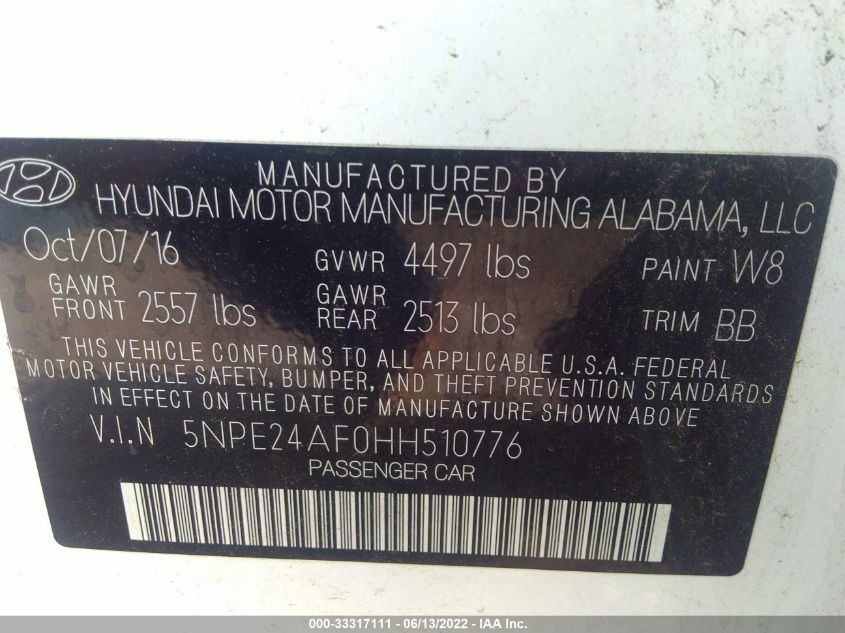 MANUFACTURED BY
HYUNDAI MOTOR MANUFACTURING ALABAMA, LLC
Oct/07/16 GVWR 4497 lbs PAINT W8
GAWR FRONT 2557 lbs GAWR REAR 2513 lbs TRIM BB
THIS VEHICLE CONFORMS TO ALL APPLICABLE U.S.A. FEDERAL
MOTOR VEHICLE SAFETY, BUMPER, AND THEFT PREVENTION STANDARDS
IN EFFECT ON THE DATE OF MANUFACTURE SHOWN ABOVE
V.I.N 5NPE24AF0HH510776
PASSENGER CAR
000-33317111 - 06/13/2022 - IAA Inc.